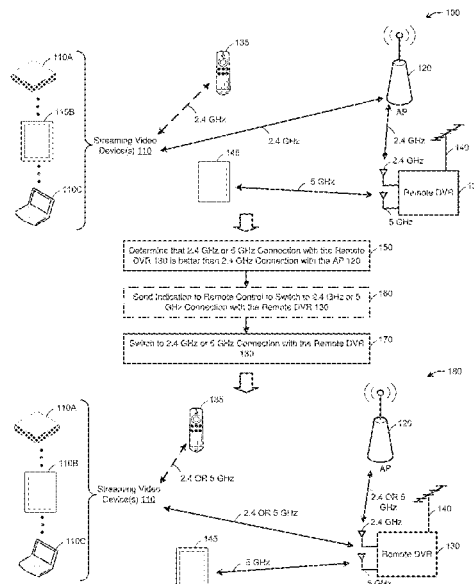 100
110A
135
120
AP
2.4 GHz
2.4 GHz
2.4 GHz
140
2.4 GHz
Streaming Video
Device(s) 110
145
110C
5 GHz
Remote DVR
5 GHz
Determine that 2.4 GHz or 5 GHz Connection with the Remote
DVR 130 is better than 2.4 GHz Connection with the AP 120
150
Send Indication to Remote Control to Switch to 2.4 GHz or 5
GHz Connection with the Remote DVR 130
160
Switch to 2.4 GHz or 5 GHz Connection with the Remote DVR
130
170
180
110A
135
120
AP
2.4 OR 5 GHz
110B
Streaming Video
Device(s) 110
2.4 OR 5
GHz
2.4 GHz
140
2.4 OR 5 GHz
130
Remote DVR
110C
145
5 GHz
5 GHz